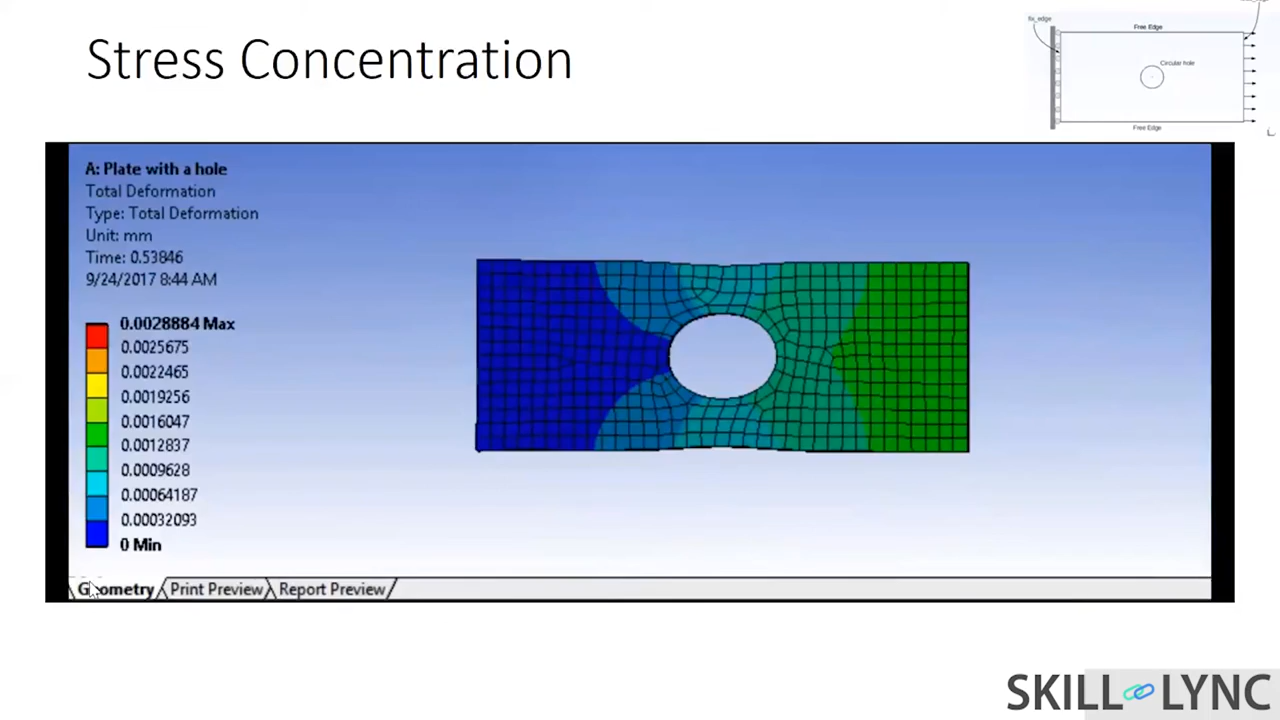 Stress Concentration
fix_edge
Free Edge
Circular hole
Free Edge
A: Plate with a hole
Total Deformation
Type: Total Deformation
Unit: mm
Time: 0.53846
9/24/2017 8:44 AM
0.0028884 Max
0.0025675
0.0022465
0.0019256
0.0016047
0.0012837
0.0009628
0.00064187
0.00032093
0 Min
Geometry
Print Preview
Report Preview
SKILL LYNC